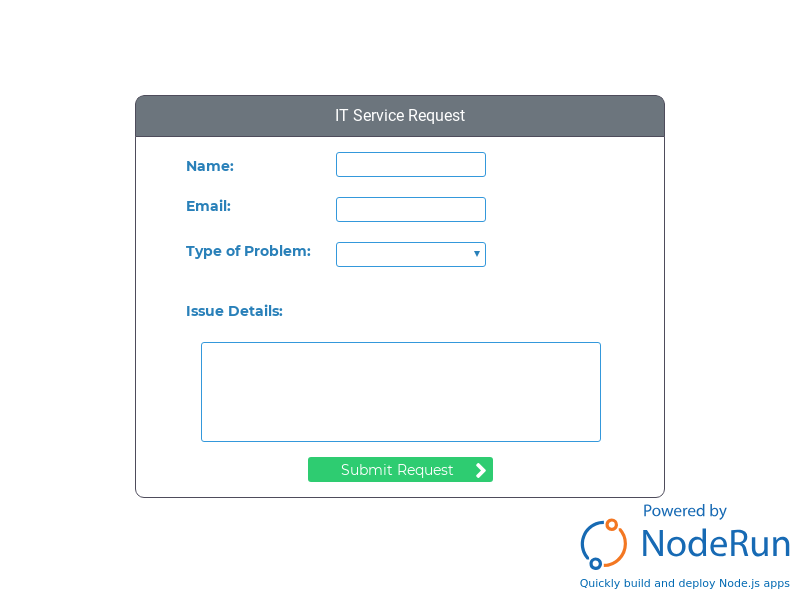 IT Service Request
Name:
Email:
Type of Problem:
Issue Details:
Submit Request
Powered by
NodeRun
Quickly build and deploy Node.js apps